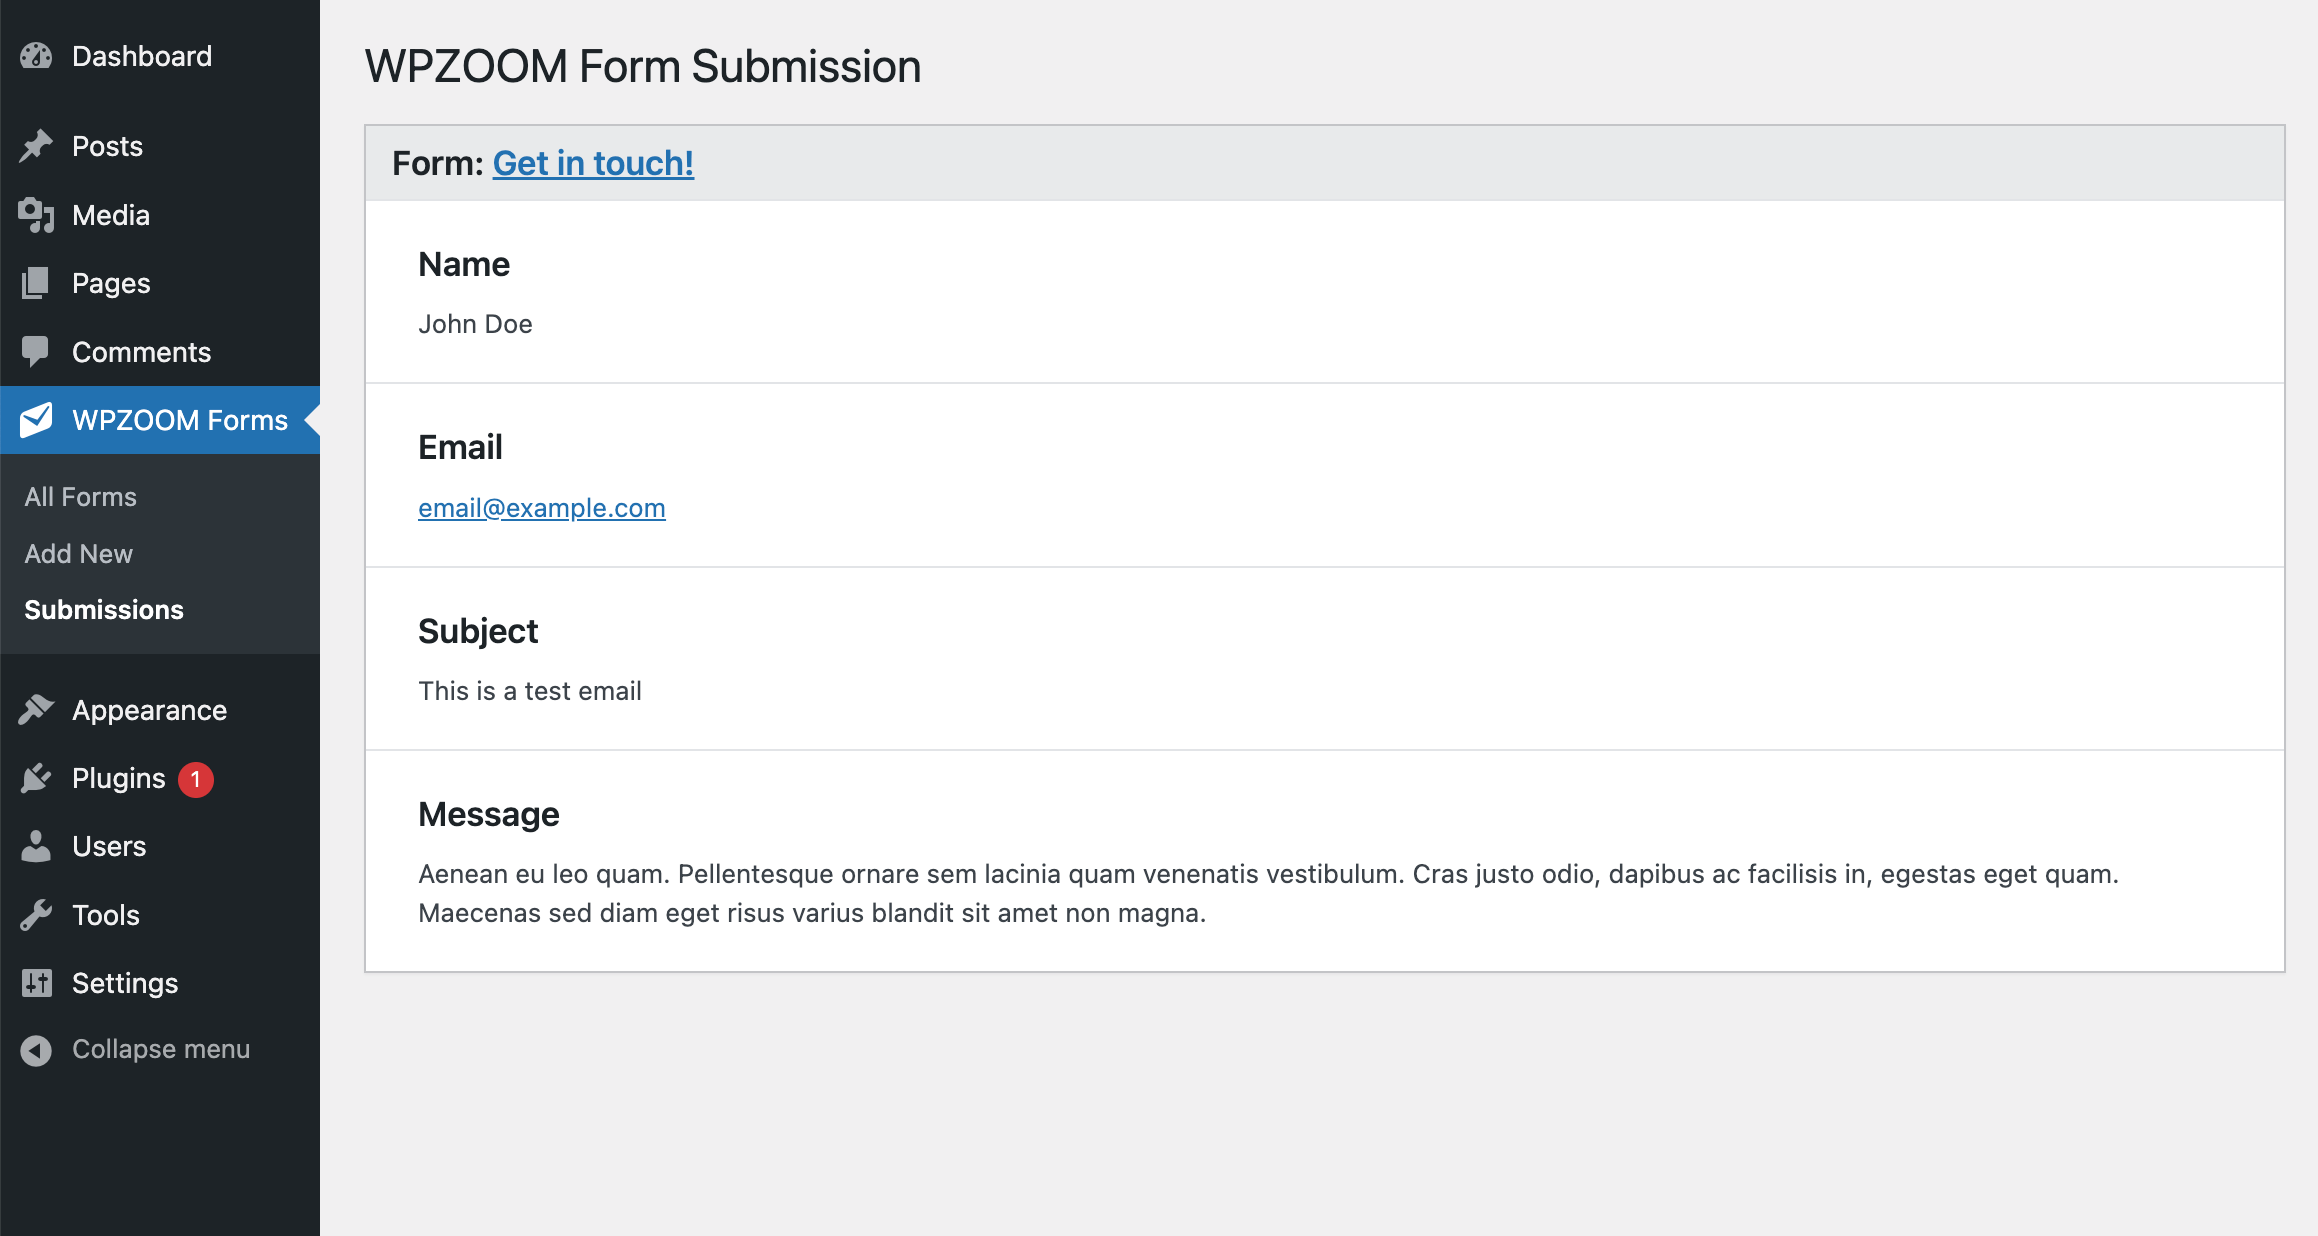 Dashboard
Posts
Media
Pages
Comments
WPZOOM Forms
All Forms
Add New
Submissions
Appearance
Plugins 1
Users
Tools
Settings
Collapse menu
WPZOOM Form Submission
Form: Get in touch!
Name
John Doe
Email
email@example.com
Subject
This is a test email
Message
Aenean eu leo quam. Pellentesque ornare sem lacinia quam venenatis vestibulum. Cras justo odio, dapibus ac facilisis in, egestas eget quam.
Maecenas sed diam eget risus varius blandit sit amet non magna.